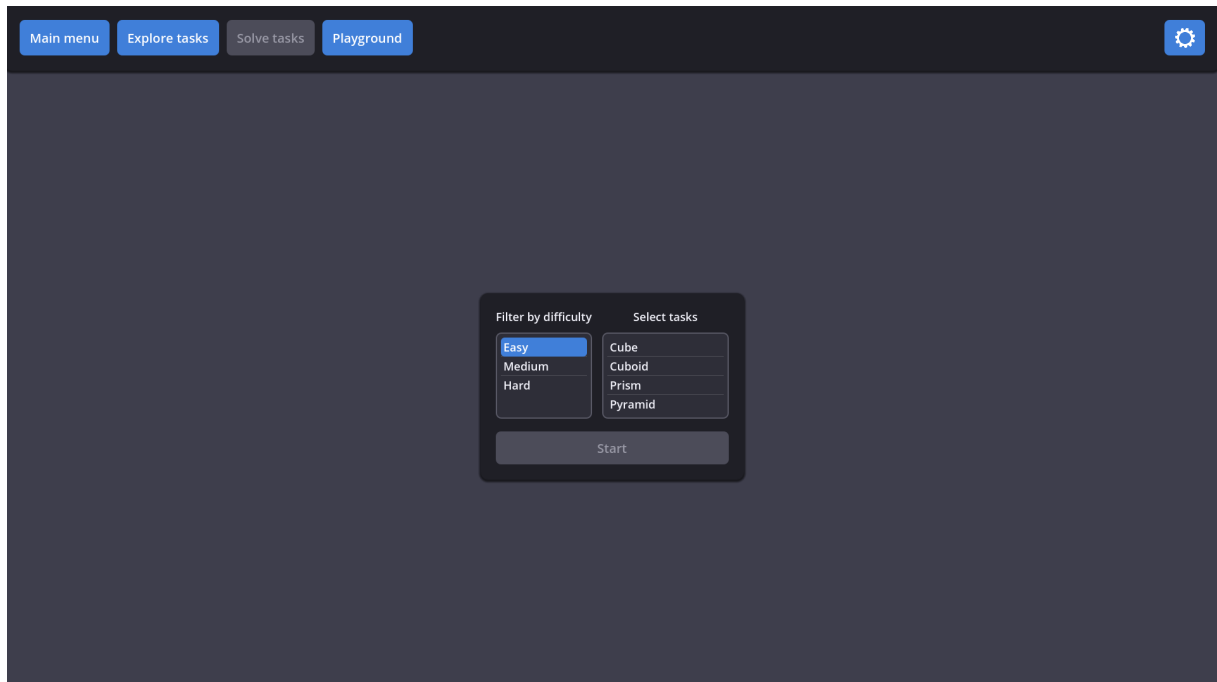 Main menu
Explore tasks
Solve tasks
Playground
Filter by difficulty
Select tasks
Easy
Medium
Hard
Cube
Cuboid
Prism
Pyramid
Start